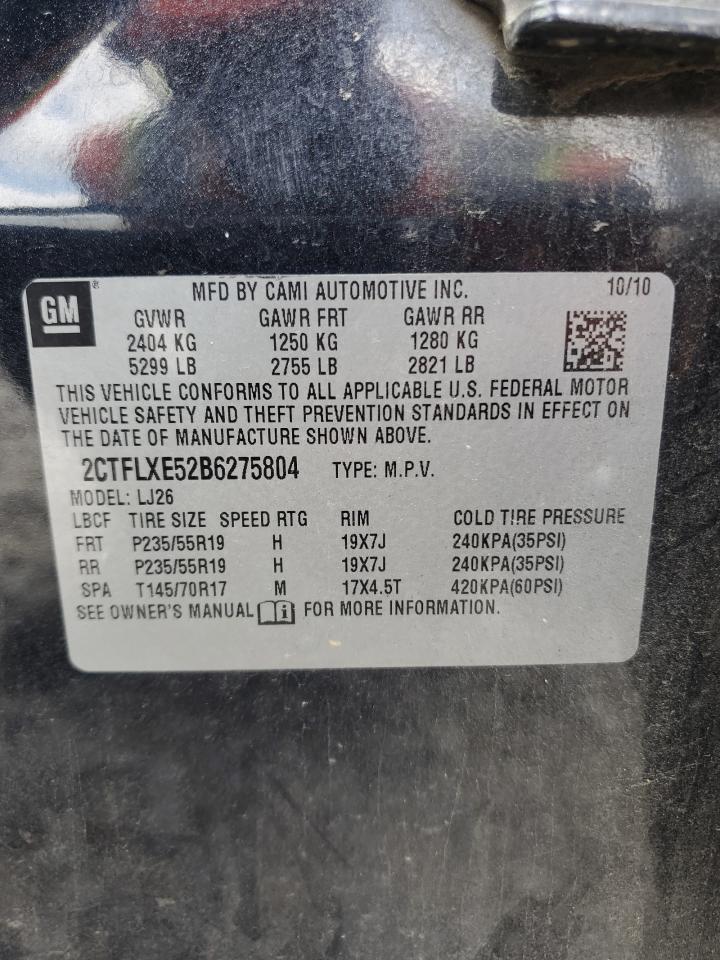 GM ® MFD BY CAMI AUTOMOTIVE INC. 10/10
GVWR GAWR FRT GAWR RR
2404 KG 1250 KG 1280 KG
5299 LB 2755 LB 2821 LB
THIS VEHICLE CONFORMS TO ALL APPLICABLE U.S. FEDERAL MOTOR
VEHICLE SAFETY AND THEFT PREVENTION STANDARDS IN EFFECT ON
THE DATE OF MANUFACTURE SHOWN ABOVE.
2CTFLXE52B6275804 TYPE: M.P.V.
MODEL: LJ26
LBCF TIRE SIZE SPEED RTG RIM COLD TIRE PRESSURE
FRT P235/55R19 H 19X7J 240KPA(35PSI)
RR P235/55R19 H 19X7J 240KPA(35PSI)
SPA T145/70R17 M 17X4.5T 420KPA(60PSI)
SEE OWNER'S MANUAL i FOR MORE INFORMATION.